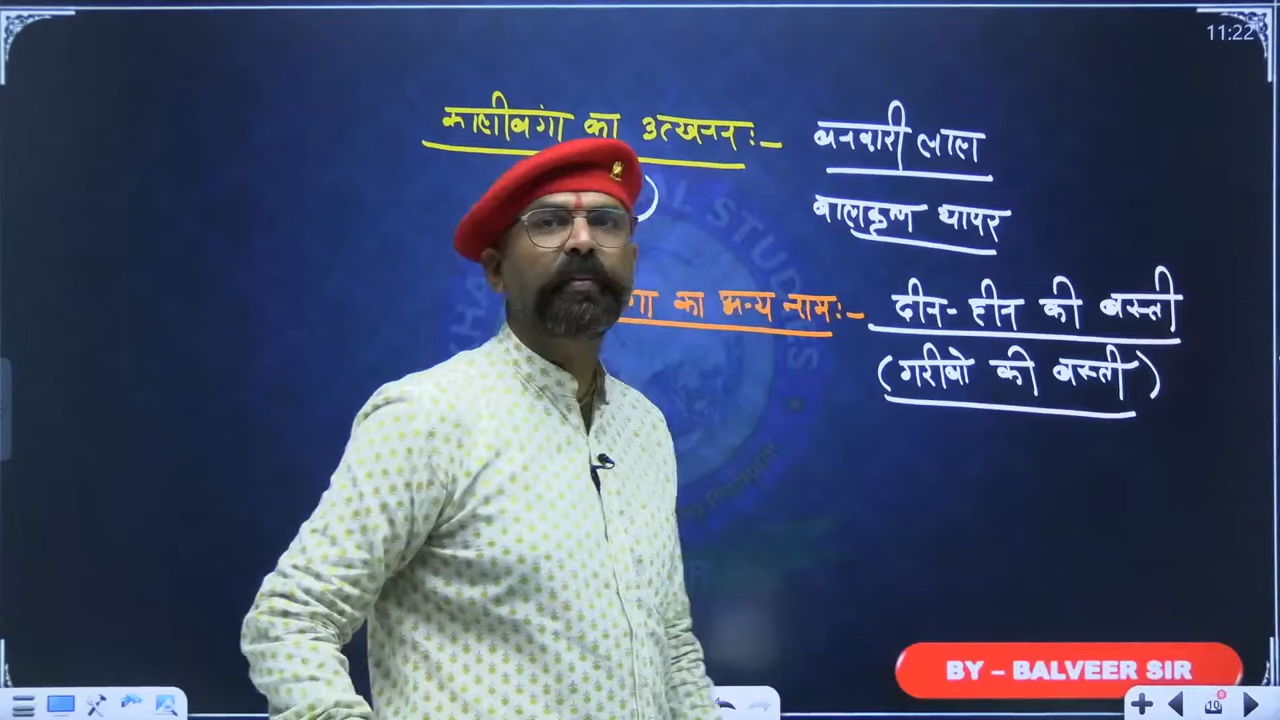 11:22
कालीबंगा का उत्खनन :-
बनवारी लाल
बालकृष्ण थापर
गा का अन्य नाम :-
दीन-हीन की बस्ती
(गरीबो की बस्ती)
BY – BALVEER SIR